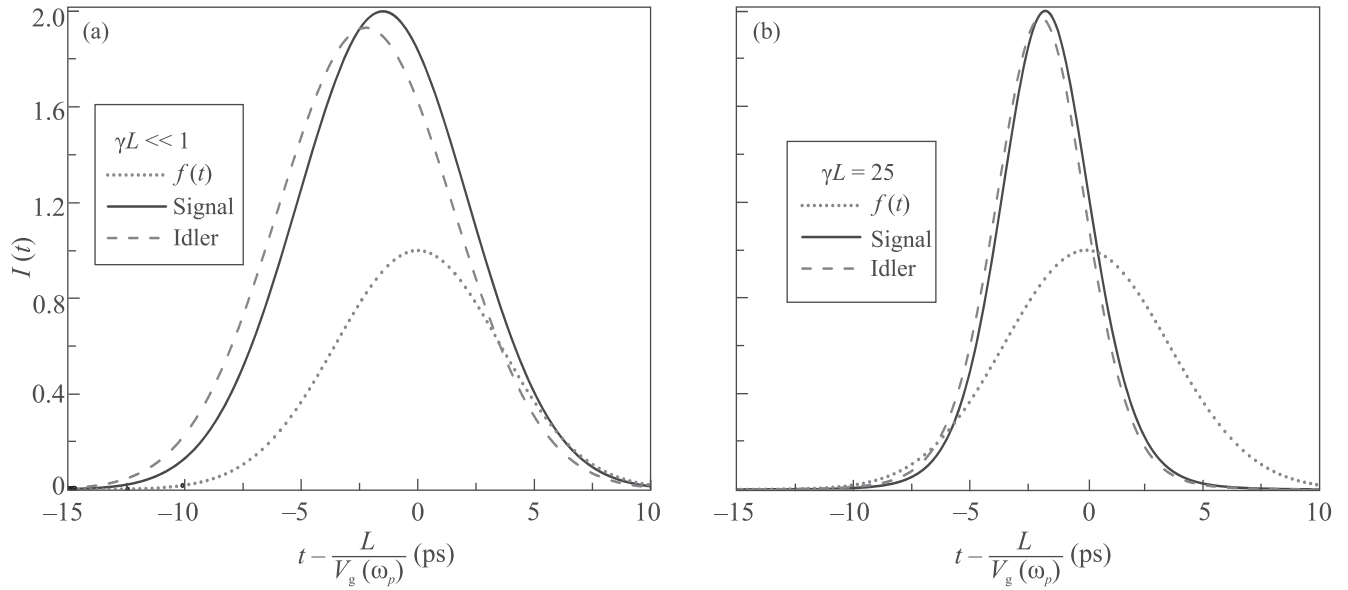 (a)
2.0
1.6
1.2
0.8
0.4
0
I (t)
γL << 1
f (t)
Signal
Idler
–15 –10 –5 0 5 10
t – L / V_g (ω_p) (ps)
(b)
γL = 25
f (t)
Signal
Idler
–15 –10 –5 0 5 10
t – L / V_g (ω_p) (ps)